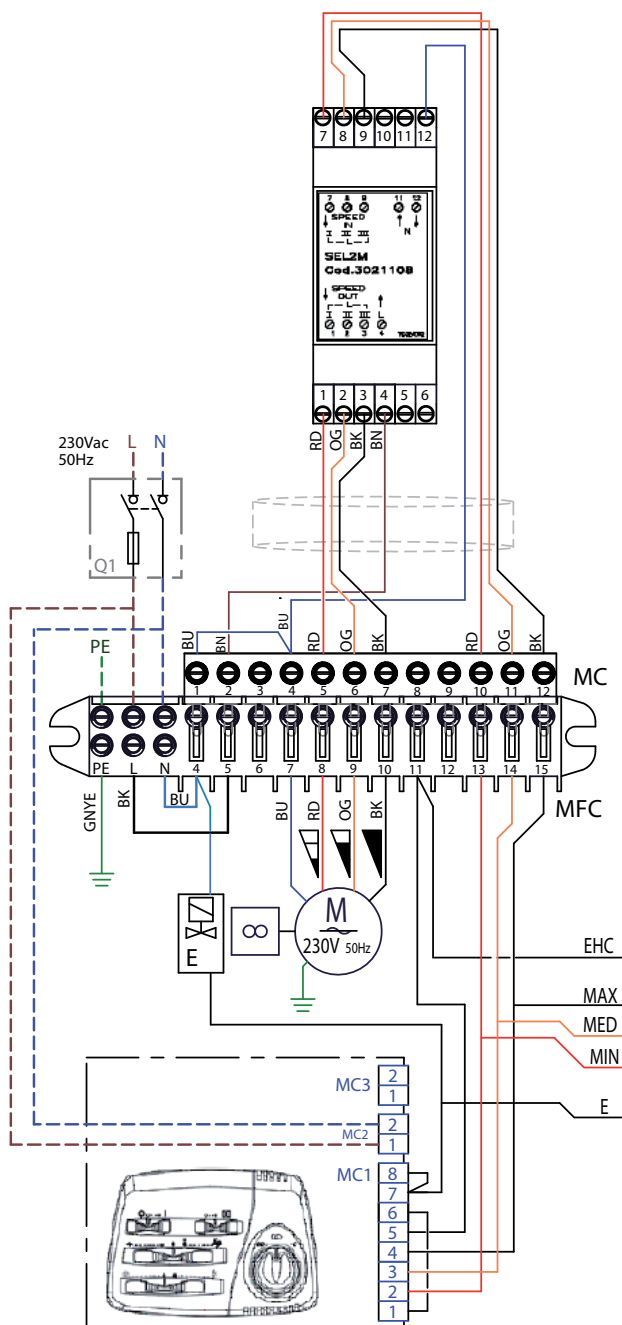 7 8 9 10 11 12
7 8 9 11 12
SPEED
IN
I II III N
L
SEL2M
Cod.3021108
SPEED
OUT
L
I II III L
1 2 3 4
1 2 3 4 5 6
RD OG BK BN
230Vac L N
50Hz
Q1
PE
BU BN BU RD OG BK RD OG BK
1 2 3 4 5 6 7 8 9 10 11 12
MC
PE L N 4 5 6 7 8 9 10 11 12 13 14 15
MFC
GNYE BK BU BU RD OG BK
M
230V 50Hz
8
E
EHC
MAX
MED
MIN
E
MC3 2
1
MC2 2
1
MC1 8
7
6
5
4
3
2
1